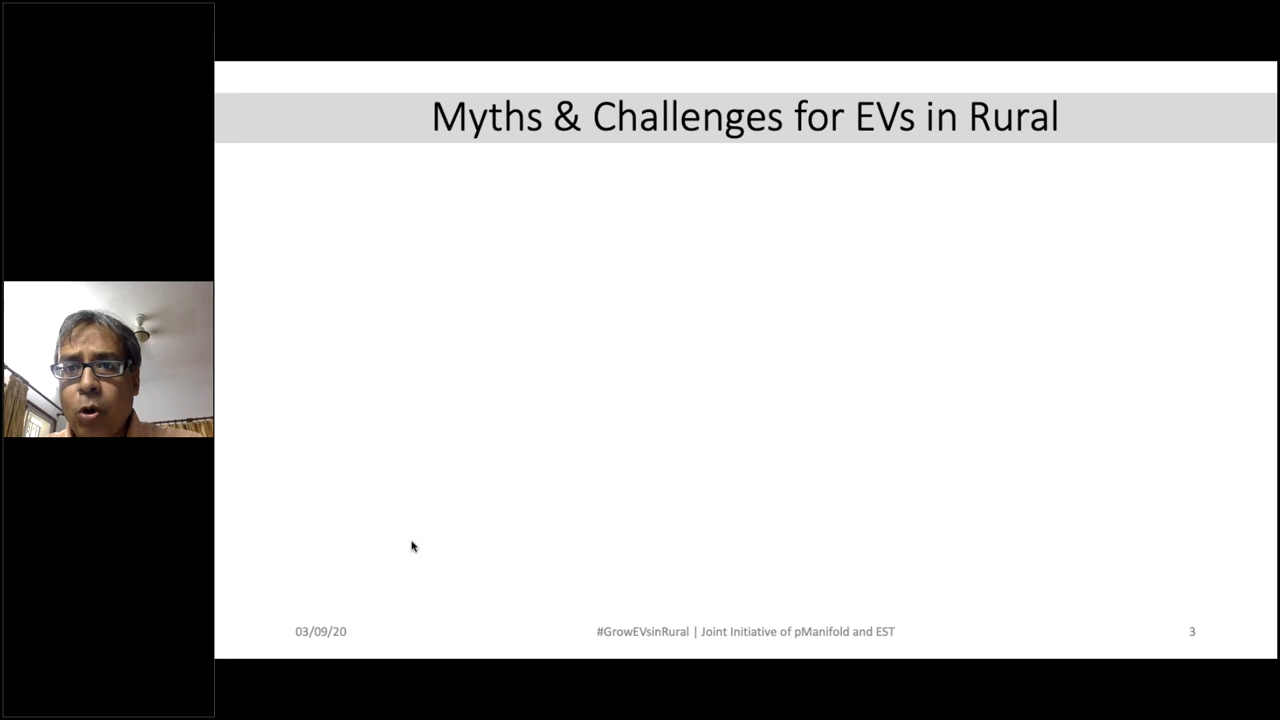 Myths & Challenges for EVs in Rural
03/09/20
#GrowEVsinRural | Joint Initiative of pManifold and EST
3